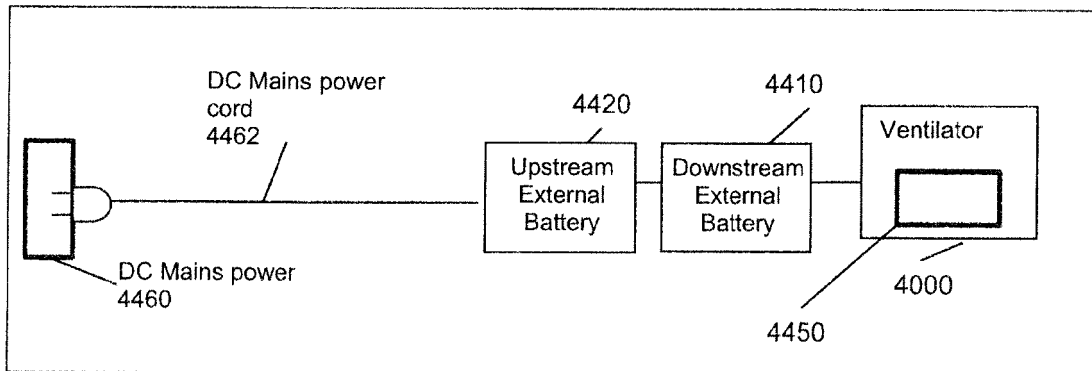 DC Mains power
cord
4462
4420
4410
Ventilator
Upstream
External
Battery
Downstream
External
Battery
DC Mains power
4460
4000
4450